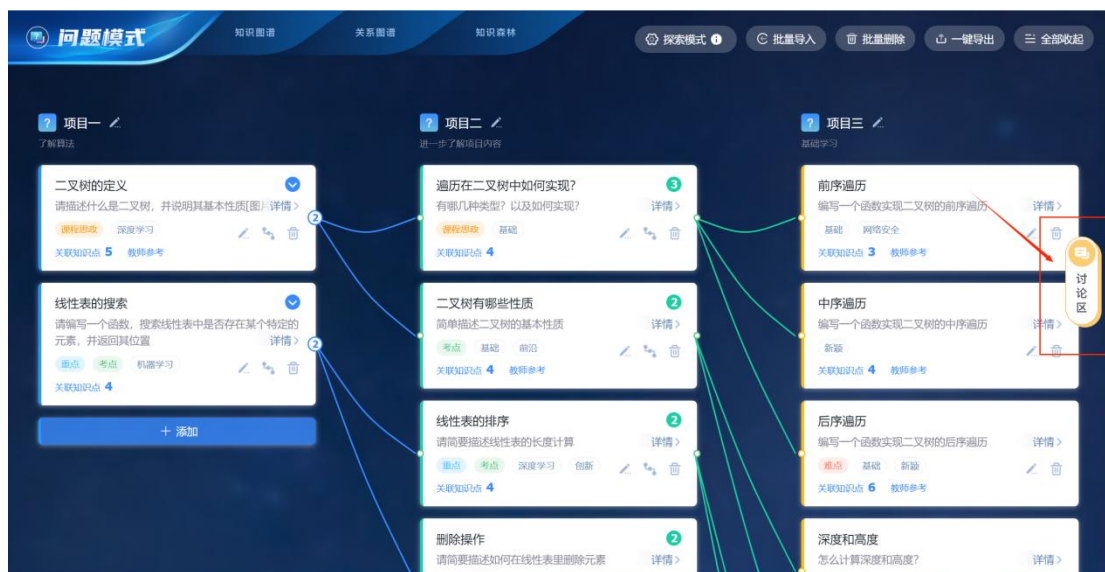 问题模式
知识图谱
关系图谱
知识森林
探索模式
批量导入
批量删除
一键导出
全部收起
项目一
了解算法
二叉树的定义
请描述什么是二叉树，并说明其基本性质[图片 详情>
2
课程思政 深度学习
关联知识点 5 教师参考
线性表的搜索
请编写一个函数，搜索线性表中是否存在某个特定的
元素，并返回其位置 详情>
2
重点 考点 机器学习
关联知识点 4
+ 添加
项目二
进一步了解项目内容
遍历在二叉树中如何实现？
3
有哪几种类型？以及如何实现？ 详情>
课程思政 基础
关联知识点 4
二叉树有哪些性质
2
简单描述二叉树的基本性质 详情>
考点 基础 前沿
关联知识点 4 教师参考
线性表的排序
2
请简要描述线性表的长度计算 详情>
重点 考点 深度学习 创新
关联知识点 4
删除操作
2
请简要描述如何在线性表里删除元素 详情>
项目三
基础学习
前序遍历
编写一个函数实现二叉树的前序遍历 详情>
基础 网络安全
关联知识点 3 教师参考
中序遍历
编写一个函数实现二叉树的中序遍历 详情>
新颖
关联知识点 4 教师参考
后序遍历
编写一个函数实现二叉树的后序遍历 详情>
难点 基础 新颖
关联知识点 6 教师参考
深度和高度
怎么计算深度和高度？ 详情>
讨论区